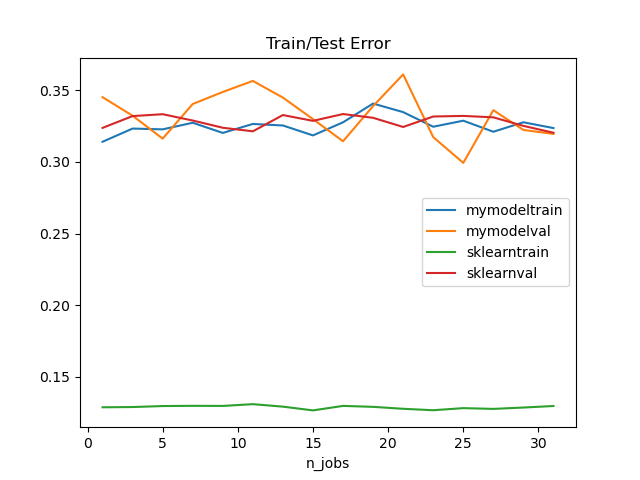 Train/Test Error
0.35
0.30
0.25
0.20
0.15
mymodeltrain
mymodelval
sklearntrain
sklearnval
0 5 10 15 20 25 30
n_jobs